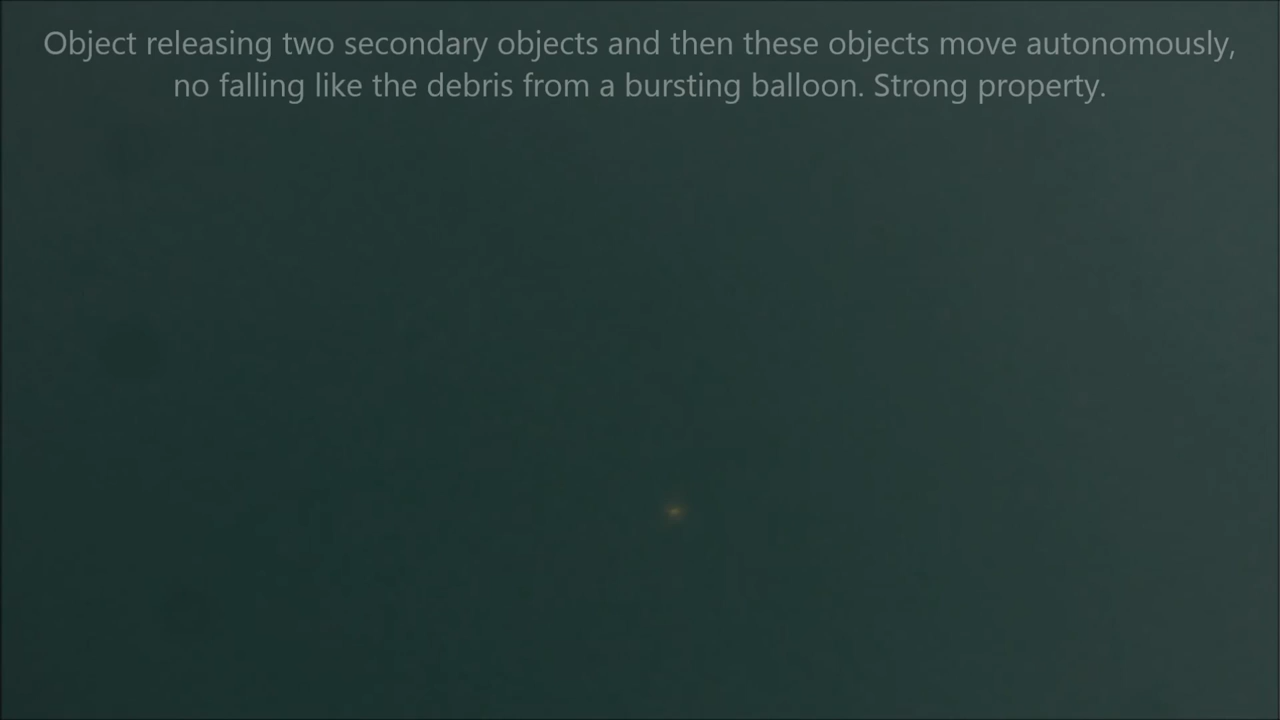 Object releasing two secondary objects and then these objects move autonomously,
no falling like the debris from a bursting balloon. Strong property.